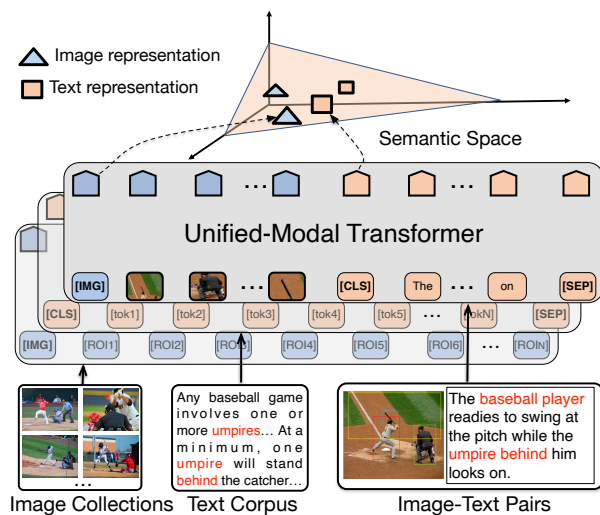 Image representation
Text representation
Semantic Space
...
...
Unified-Modal Transformer
[IMG] ... [CLS] The ... on [SEP]
[CLS] [tok1] [tok2] [tok3] [tok4] [tok5] ... [tokN] [SEP]
[IMG] [ROI1] [ROI2] [ROI3] [ROI4] [ROI5] [ROI6] ... [ROIN]
Any baseball game
involves one or
more umpires... At a
minimum, one
umpire will stand
behind the catcher...
The baseball player
readies to swing at
the pitch while the
umpire behind him
looks on.
...
Image Collections
Text Corpus
Image-Text Pairs